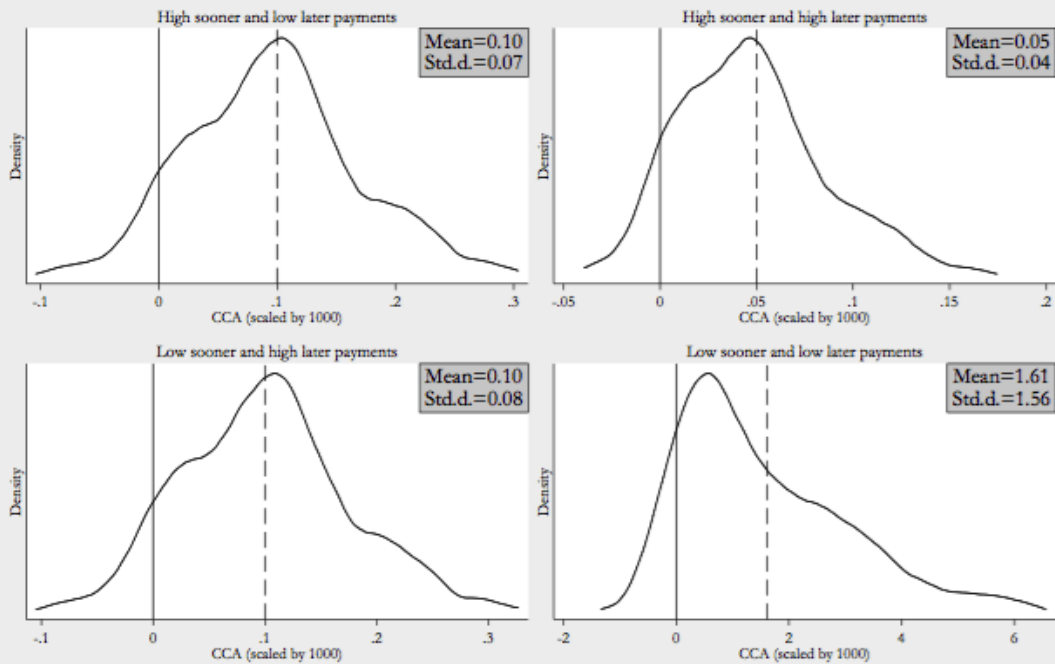 High sooner and low later payments
Mean=0.10
Std.d.=0.07
Density
-.1 0 .1 .2 .3
CCA (scaled by 1000)
High sooner and high later payments
Mean=0.05
Std.d.=0.04
Density
-.05 0 .05 .1 .15 .2
CCA (scaled by 1000)
Low sooner and high later payments
Mean=0.10
Std.d.=0.08
Density
-.1 0 .1 .2 .3
CCA (scaled by 1000)
Low sooner and low later payments
Mean=1.61
Std.d.=1.56
Density
-2 0 2 4 6
CCA (scaled by 1000)